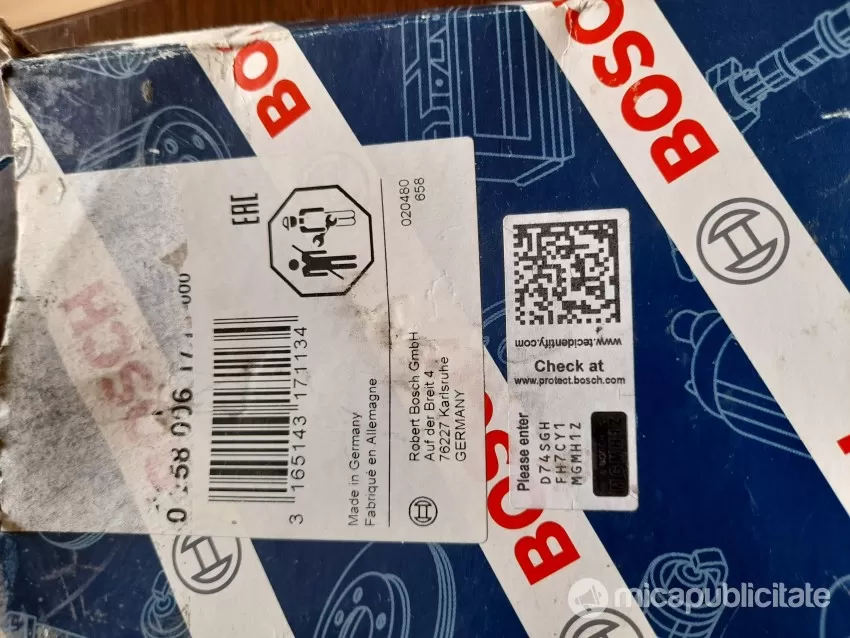 BOSCH
BOSCH
EAC
020480
658
3 165143 171134
Made in Germany
Fabriqué en Allemagne
Robert Bosch GmbH
Auf der Breit 4
76227 Karlsruhe
GERMANY
www.tecidentify.com
Check at
www.protect.bosch.com
Please enter
D74SGH
FH7CY1
MGMH1Z
BOSCH
BOSCH
micapublicitate